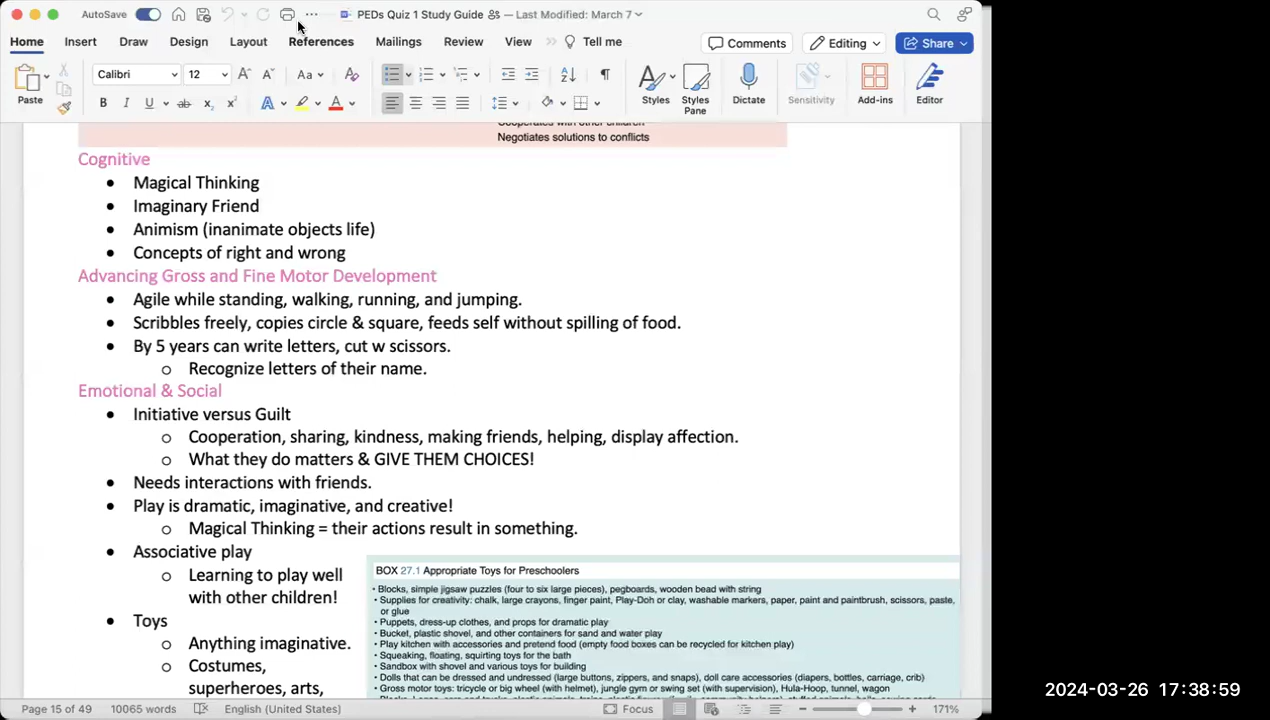 AutoSave
PEDs Quiz 1 Study Guide — Last Modified: March 7
Home Insert Draw Design Layout References Mailings Review View Tell me Comments Editing Share
Paste Calibri 12 Aa Styles Styles Pane Dictate Sensitivity Add-ins Editor
Cooperates with other children
Negotiates solutions to conflicts
Cognitive
• Magical Thinking
• Imaginary Friend
• Animism (inanimate objects life)
• Concepts of right and wrong
Advancing Gross and Fine Motor Development
• Agile while standing, walking, running, and jumping.
• Scribbles freely, copies circle & square, feeds self without spilling of food.
• By 5 years can write letters, cut w scissors.
o Recognize letters of their name.
Emotional & Social
• Initiative versus Guilt
o Cooperation, sharing, kindness, making friends, helping, display affection.
o What they do matters & GIVE THEM CHOICES!
• Needs interactions with friends.
• Play is dramatic, imaginative, and creative!
o Magical Thinking = their actions result in something.
• Associative play
o Learning to play well
with other children!
• Toys
o Anything imaginative.
o Costumes,
superheroes, arts,
BOX 27.1 Appropriate Toys for Preschoolers
• Blocks, simple jigsaw puzzles (four to six large pieces), pegboards, wooden bead with string
• Supplies for creativity: chalk, large crayons, finger paint, Play-Doh or clay, washable markers, paper, paint and paintbrush, scissors, paste,
or glue
• Puppets, dress-up clothes, and props for dramatic play
• Bucket, plastic shovel, and other containers for sand and water play
• Play kitchen with accessories and pretend food (empty food boxes can be recycled for kitchen play)
• Squeaking, floating, squirting toys for the bath
• Sandbox with shovel and various toys for building
• Dolls that can be dressed and undressed (large buttons, zippers, and snaps), doll care accessories (diapers, bottles, carriage, crib)
• Gross motor toys: tricycle or big wheel (with helmet), jungle gym or swing set (with supervision), Hula-Hoop, tunnel, wagon
Page 15 of 49 10065 words English (United States) Focus 171%
2024-03-26 17:38:59